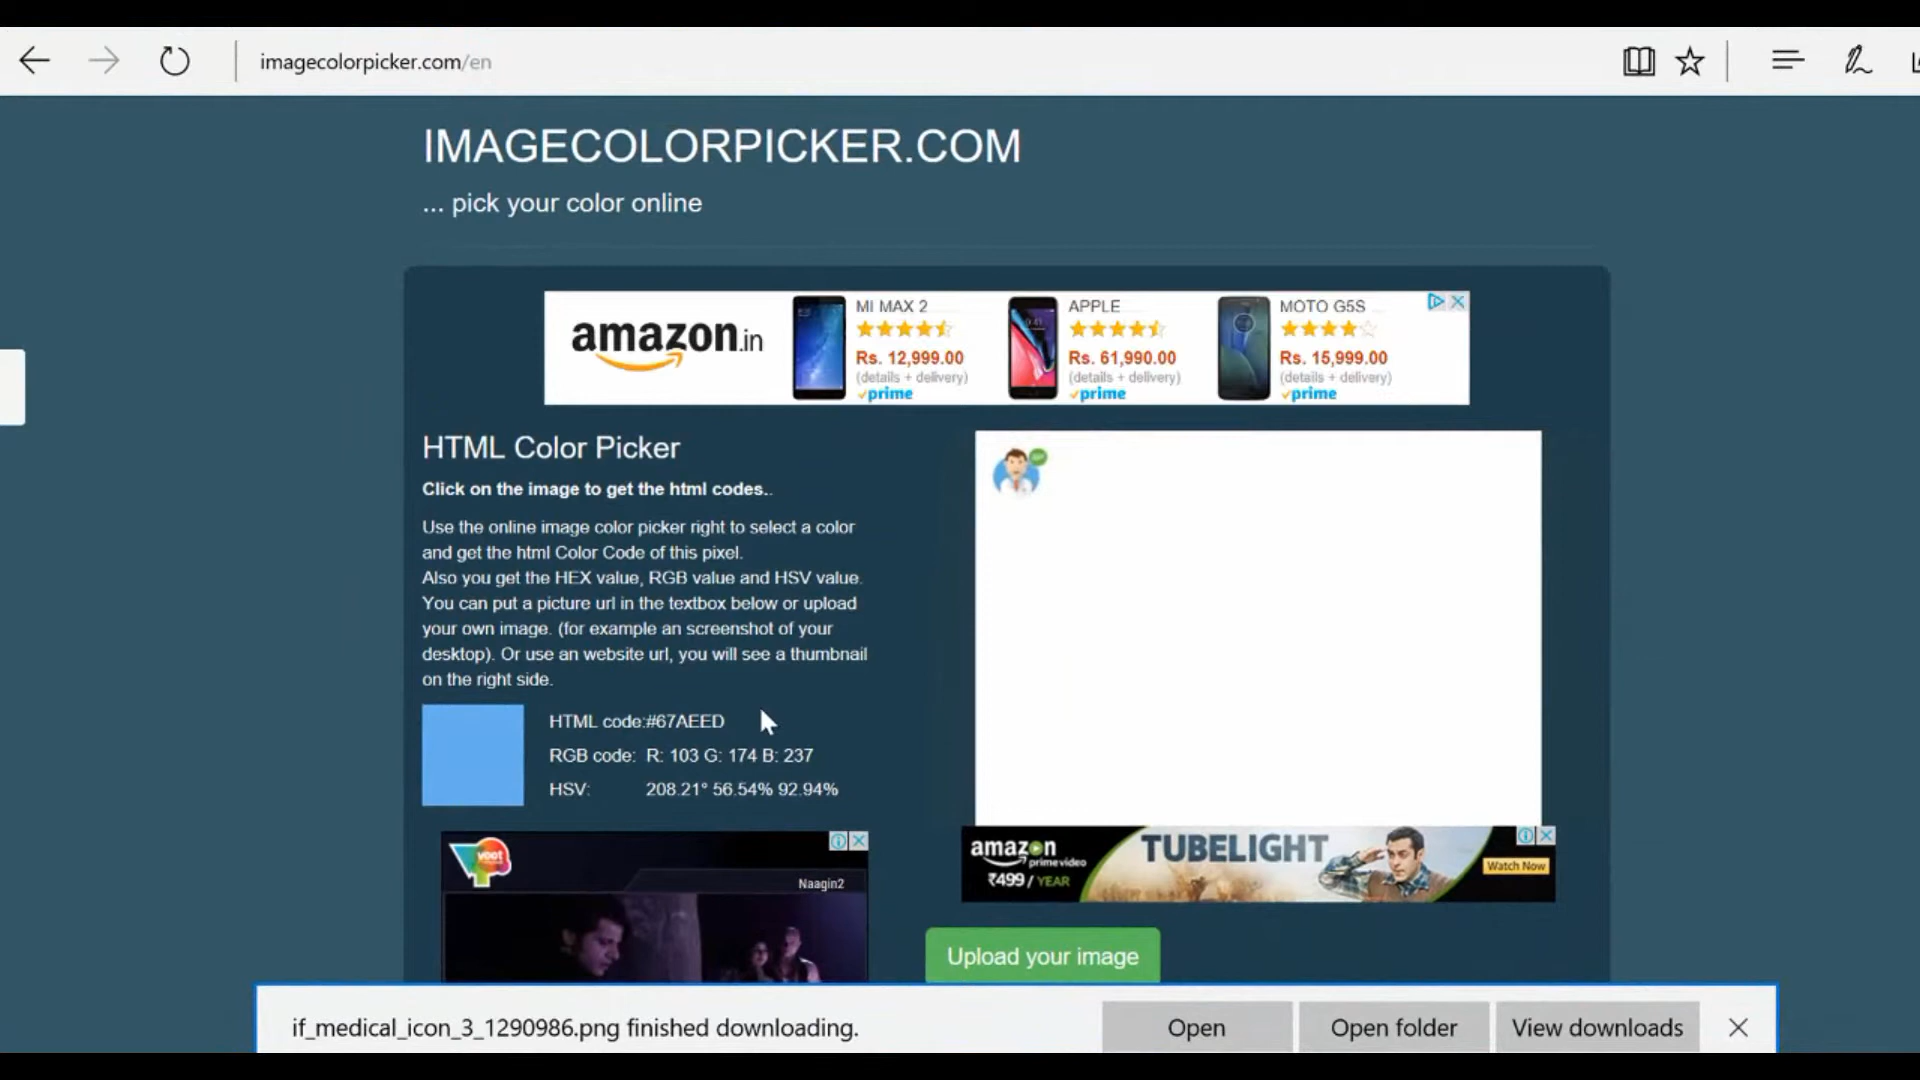 imagecolorpicker.com/en
IMAGECOLORPICKER.COM
... pick your color online
amazon.in
MI MAX 2
Rs. 12,999.00
(details + delivery)
prime
APPLE
Rs. 61,990.00
(details + delivery)
prime
MOTO G5S
Rs. 15,999.00
(details + delivery)
prime
HTML Color Picker
Click on the image to get the html codes..
Use the online image color picker right to select a color
and get the html Color Code of this pixel.
Also you get the HEX value, RGB value and HSV value.
You can put a picture url in the textbox below or upload
your own image. (for example an screenshot of your
desktop). Or use an website url, you will see a thumbnail
on the right side.
HTML code:#67AEED
RGB code: R: 103 G: 174 B: 237
HSV: 208.21° 56.54% 92.94%
voot
Naagin2
amazon
primevideo
₹499 / YEAR
TUBELIGHT
Watch Now
Upload your image
if_medical_icon_3_1290986.png finished downloading.
Open
Open folder
View downloads